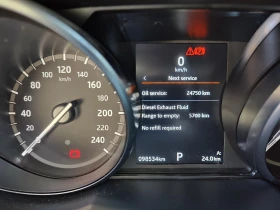 0
km/h
Next service
Oil service: 24750 km
Diesel Exhaust Fluid
Range to empty: 5700 km
No refill required
098534km P A: 24.0km
120
100 140
80 160
60 180
40 200
20 220
240
km/h